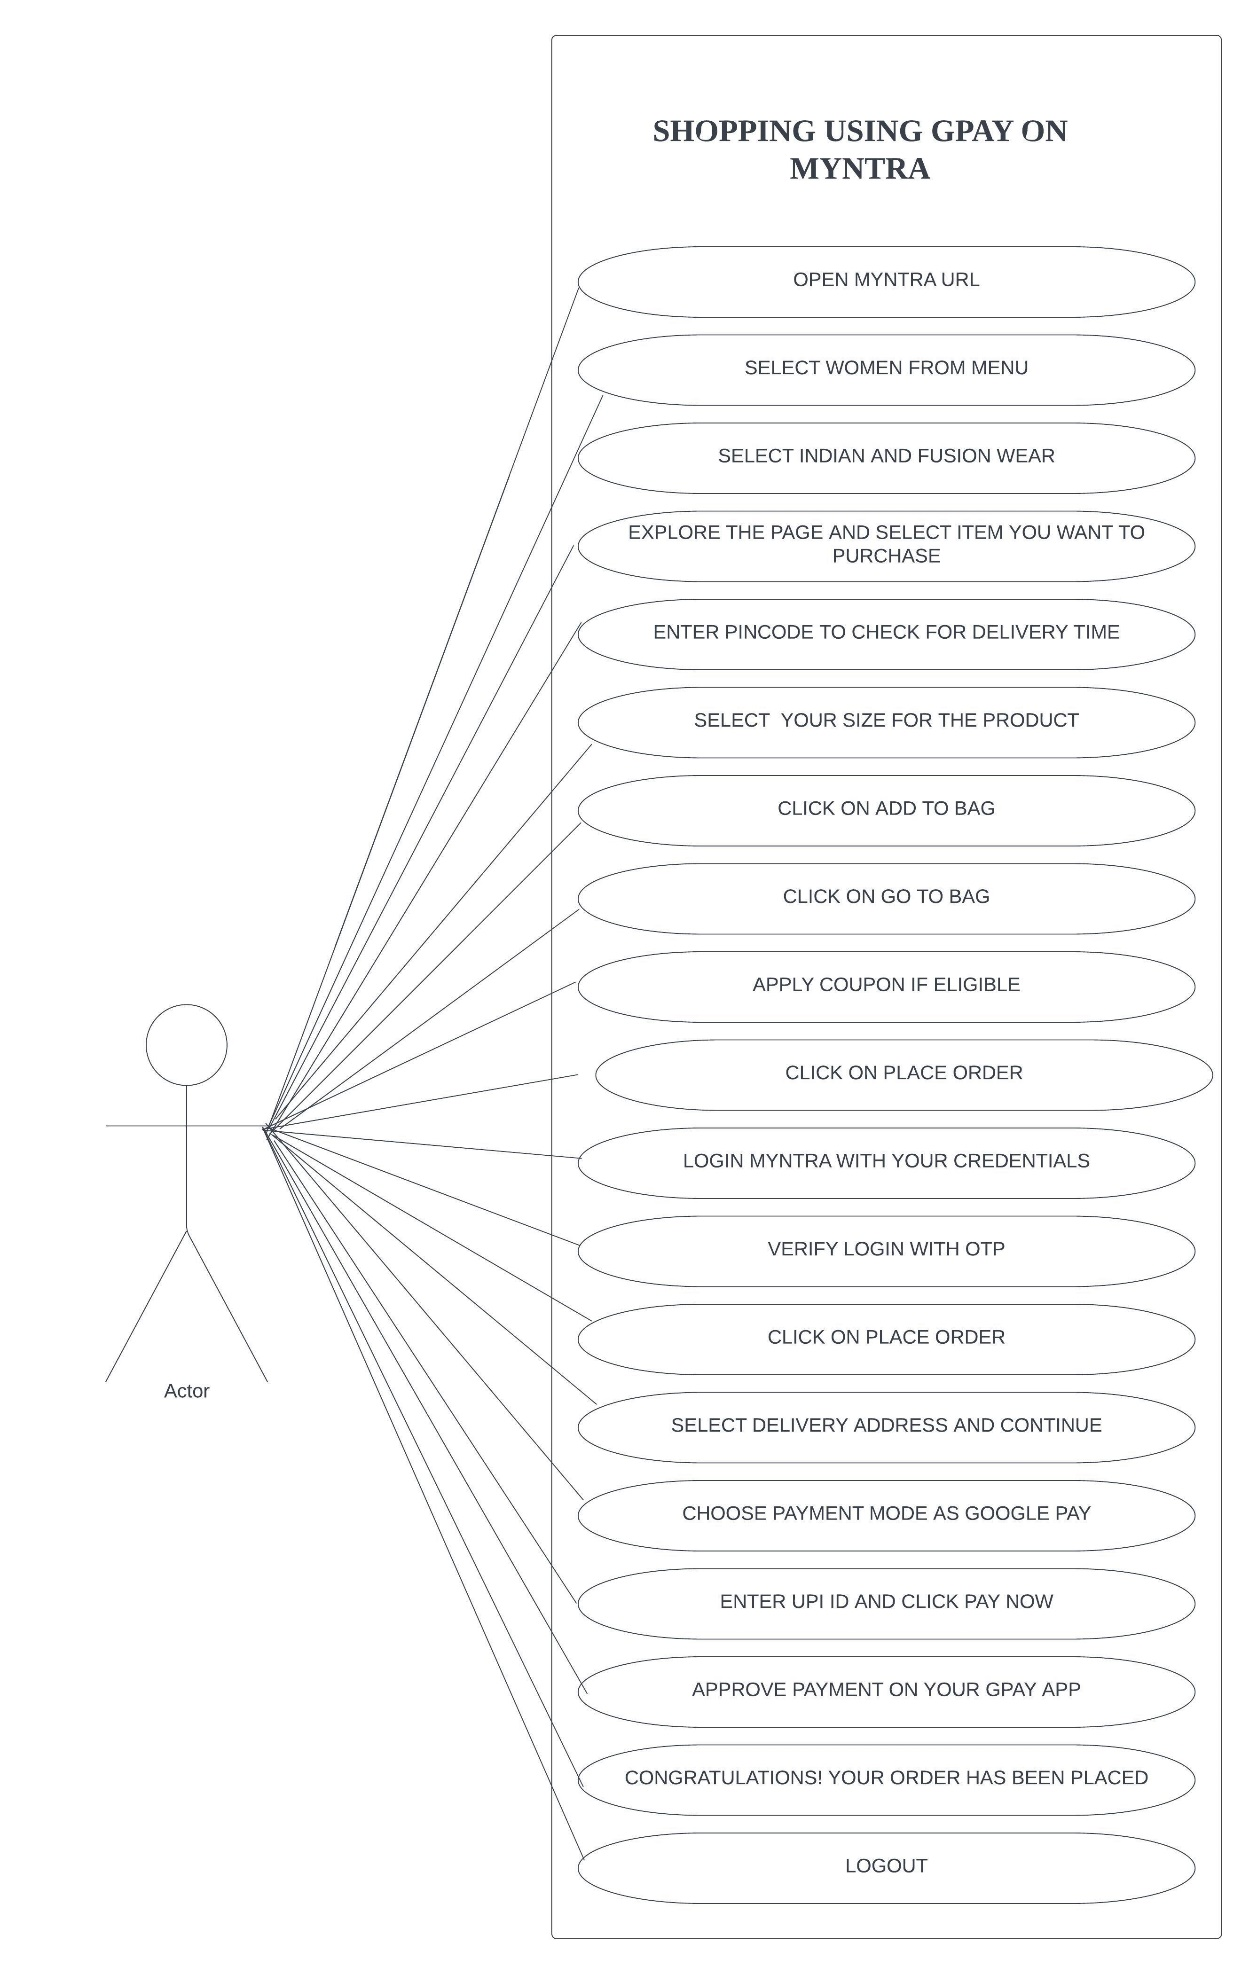 SHOPPING USING GPAY ON
MYNTRA
OPEN MYNTRA URL
SELECT WOMEN FROM MENU
SELECT INDIAN AND FUSION WEAR
EXPLORE THE PAGE AND SELECT ITEM YOU WANT TO
PURCHASE
ENTER PINCODE TO CHECK FOR DELIVERY TIME
SELECT  YOUR SIZE FOR THE PRODUCT
CLICK ON ADD TO BAG
CLICK ON GO TO BAG
APPLY COUPON IF ELIGIBLE
CLICK ON PLACE ORDER
LOGIN MYNTRA WITH YOUR CREDENTIALS
VERIFY LOGIN WITH OTP
CLICK ON PLACE ORDER
Actor
SELECT DELIVERY ADDRESS AND CONTINUE
CHOOSE PAYMENT MODE AS GOOGLE PAY
ENTER UPI ID AND CLICK PAY NOW
APPROVE PAYMENT ON YOUR GPAY APP
CONGRATULATIONS! YOUR ORDER HAS BEEN PLACED
LOGOUT